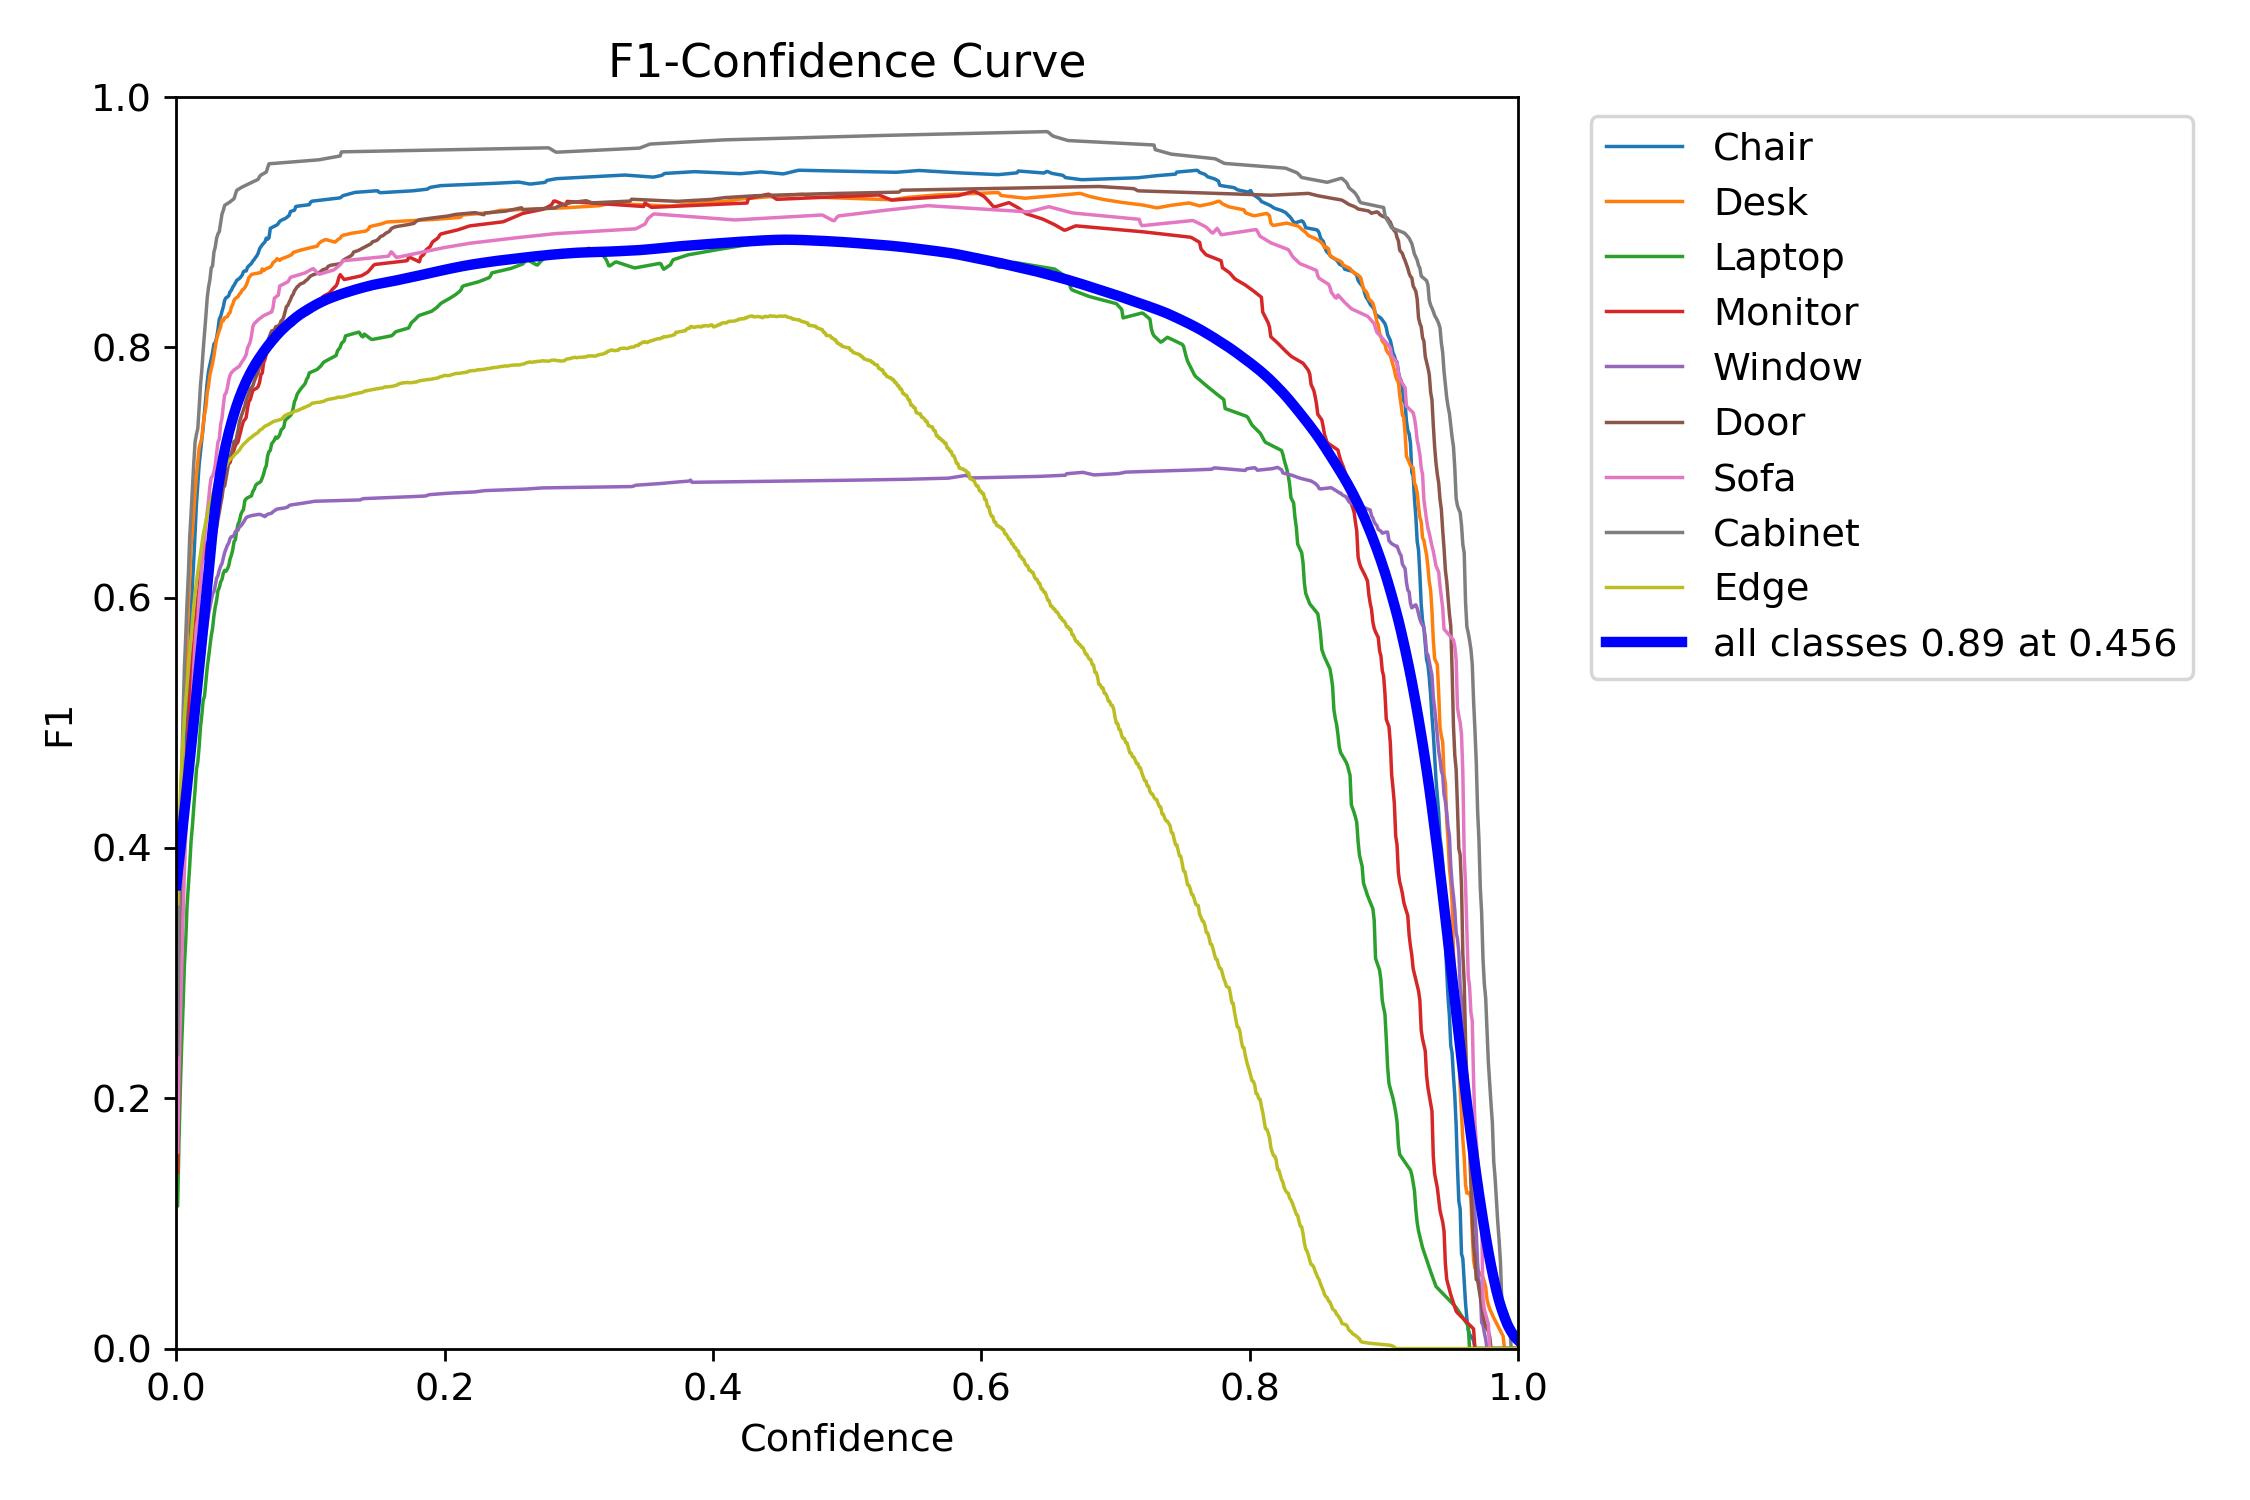 F1-Confidence Curve
1.0
0.8
0.6
0.4
0.2
0.0
F1
0.0 0.2 0.4 0.6 0.8 1.0
Confidence
Chair
Desk
Laptop
Monitor
Window
Door
Sofa
Cabinet
Edge
all classes 0.89 at 0.456